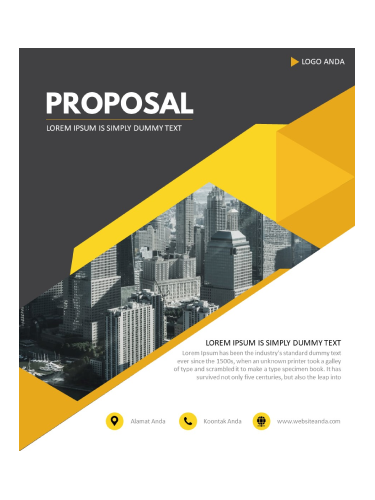 LOGO ANDA
PROPOSAL
LOREM IPSUM IS SIMPLY DUMMY TEXT
LOREM IPSUM IS SIMPLY DUMMY TEXT
Lorem Ipsum has been the industry's standard dummy text
ever since the 1500s, when an unknown printer took a galley
of type and scrambled it to make a type specimen book. It has
survived not only five centuries, but also the leap into
Alamat Anda
Koontak Anda
www.websiteanda.com